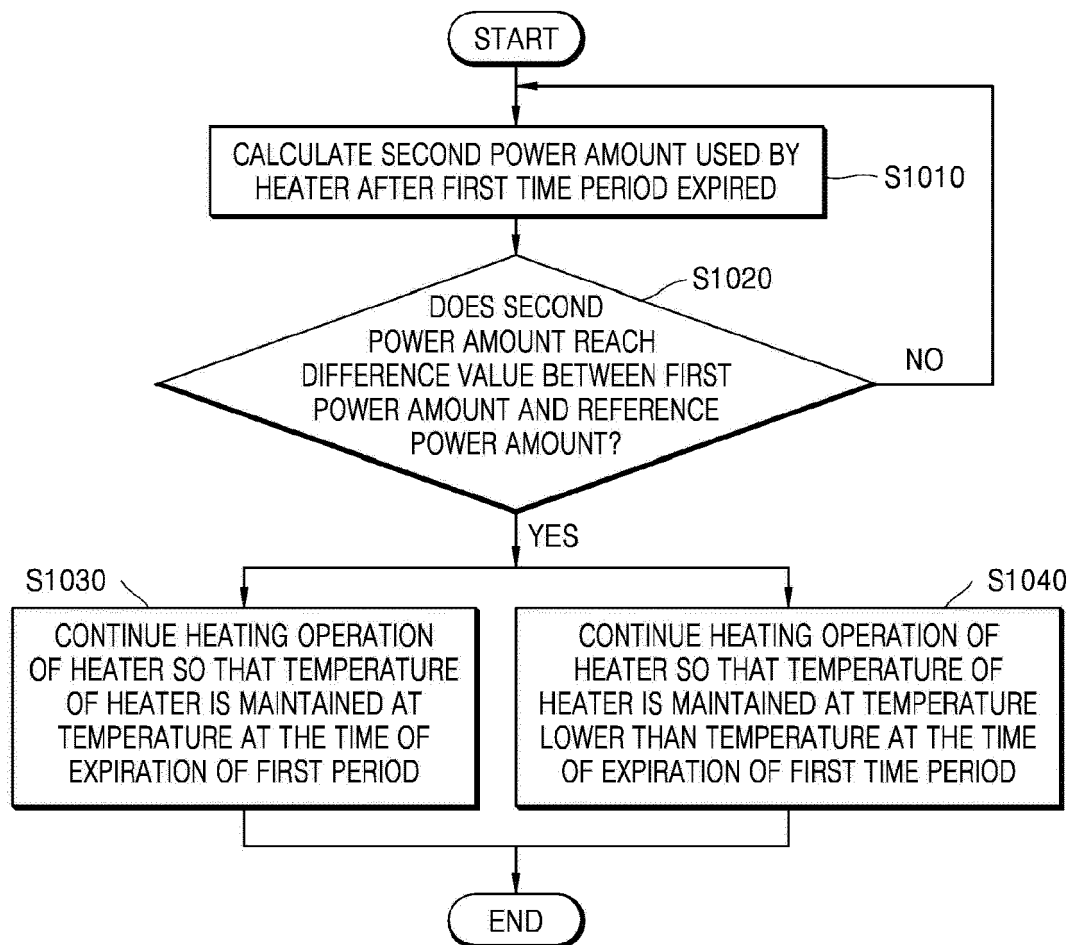 START
CALCULATE SECOND POWER AMOUNT USED BY
HEATER AFTER FIRST TIME PERIOD EXPIRED
S1010
S1020
DOES SECOND
POWER AMOUNT REACH
DIFFERENCE VALUE BETWEEN FIRST
POWER AMOUNT AND REFERENCE
POWER AMOUNT?
NO
YES
S1030
CONTINUE HEATING OPERATION
OF HEATER SO THAT TEMPERATURE
OF HEATER IS MAINTAINED AT
TEMPERATURE AT THE TIME OF
EXPIRATION OF FIRST PERIOD
S1040
CONTINUE HEATING OPERATION OF
HEATER SO THAT TEMPERATURE OF
HEATER IS MAINTAINED AT TEMPERATURE
LOWER THAN TEMPERATURE AT THE TIME
OF EXPIRATION OF FIRST TIME PERIOD
END